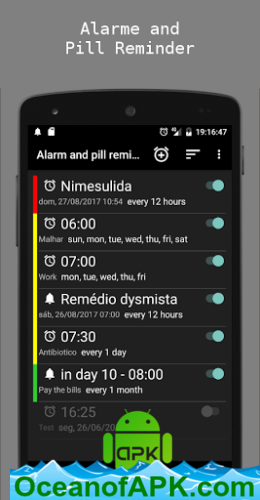 Alarme and
Pill Reminder
19:16:47
Alarm and pill remi...
Nimesulida
dom, 27/08/2017 10:54 every 12 hours
06:00
Malhar sun, mon, tue, wed, thu, fri, sat
07:00
Work mon, tue, wed, thu, fri
Remédio dysmista
sáb, 26/08/2017 07:00 every 12 hours
07:30
Antibiotico every 1 day
in day 10 - 08:00
Pay the bills every 1 month
16:25
Test seg, 26/06/20
APK
OceanofAPK.com